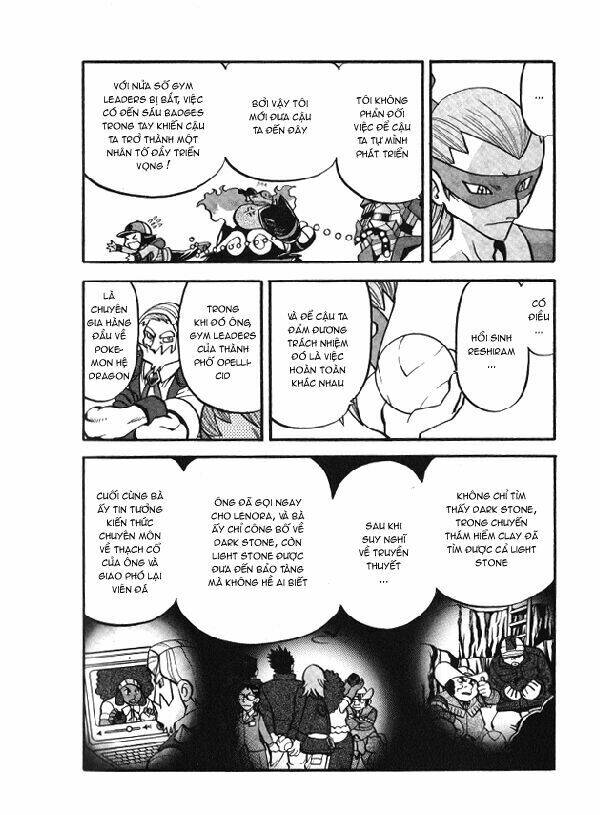 ...
TÔI KHÔNG
PHẢN ĐỐI
VIỆC ĐỂ CẬU
TA TỰ MÌNH
PHÁT TRIỂN
BỞI VẬY TÔI
MỚI ĐƯA CẬU
TA ĐẾN ĐÂY
VỚI NỬA SỐ GYM
LEADERS BỊ BẮT, VIỆC
CÓ ĐẾN SÁU BADGES
TRONG TAY KHIẾN CẬU
TA TRỞ THÀNH MỘT
NHÂN TỐ ĐẦY TRIỂN
VỌNG !
CÓ
ĐIỀU
...
HỒI SINH
RESHIRAM
...
VÀ ĐỂ CẬU TA
ĐẢM ĐƯƠNG
TRÁCH NHIỆM
ĐÓ LÀ VIỆC
HOÀN TOÀN
KHÁC NHAU
TRONG
KHI ĐÓ ÔNG,
GYM LEADERS
CỦA THÀNH
PHỐ OPELU-
CID
LÀ
CHUYÊN
GIA HÀNG
ĐẦU VỀ
POKE-
MON HỆ
DRAGON
KHÔNG CHỈ TÌM
THẤY DARK STONE,
TRONG CHUYẾN
THÁM HIỂM CLAY ĐÃ
TÌM ĐƯỢC CẢ LIGHT
STONE
SAU KHI
SUY NGHĨ
VỀ TRUYỀN
THUYẾT
...
ÔNG ĐÃ GỌI NGAY
CHO LENORA, VÀ BÀ
ẤY CHỈ CÔNG BỐ VỀ
DARK STONE, CÒN
LIGHT STONE ĐƯỢC
ĐƯA ĐẾN BẢO TÀNG
MÀ KHÔNG HỀ AI BIẾT
CUỐI CÙNG BÀ
ẤY TIN TƯỞNG
KIẾN THỨC
CHUYÊN MÔN
VỀ THẠCH CỔ
CỦA ÔNG VÀ
GIAO PHÓ LẠI
VIÊN ĐÁ